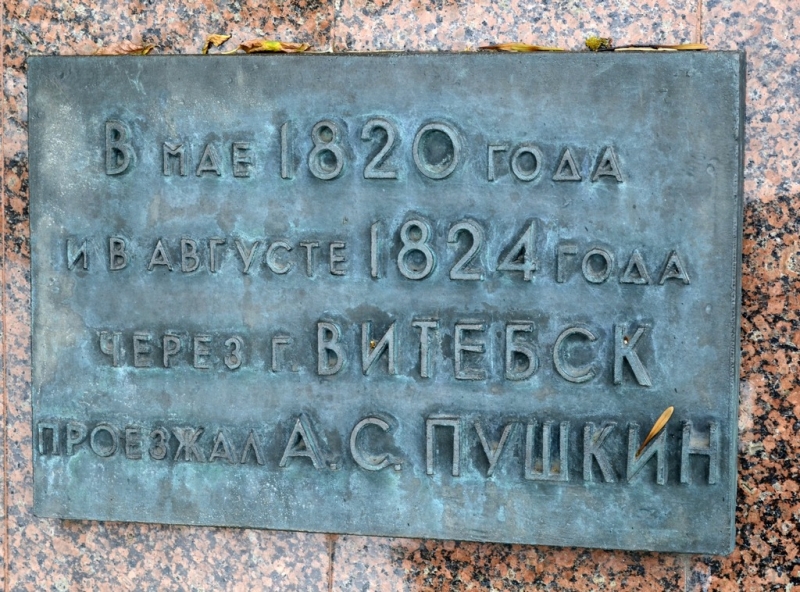 В МАЕ 1820 ГОДА
И В АВГУСТЕ 1824 ГОДА
ЧЕРЕЗ Г. ВИТЕБСК
ПРОЕЗЖАЛ А.С. ПУШКИН